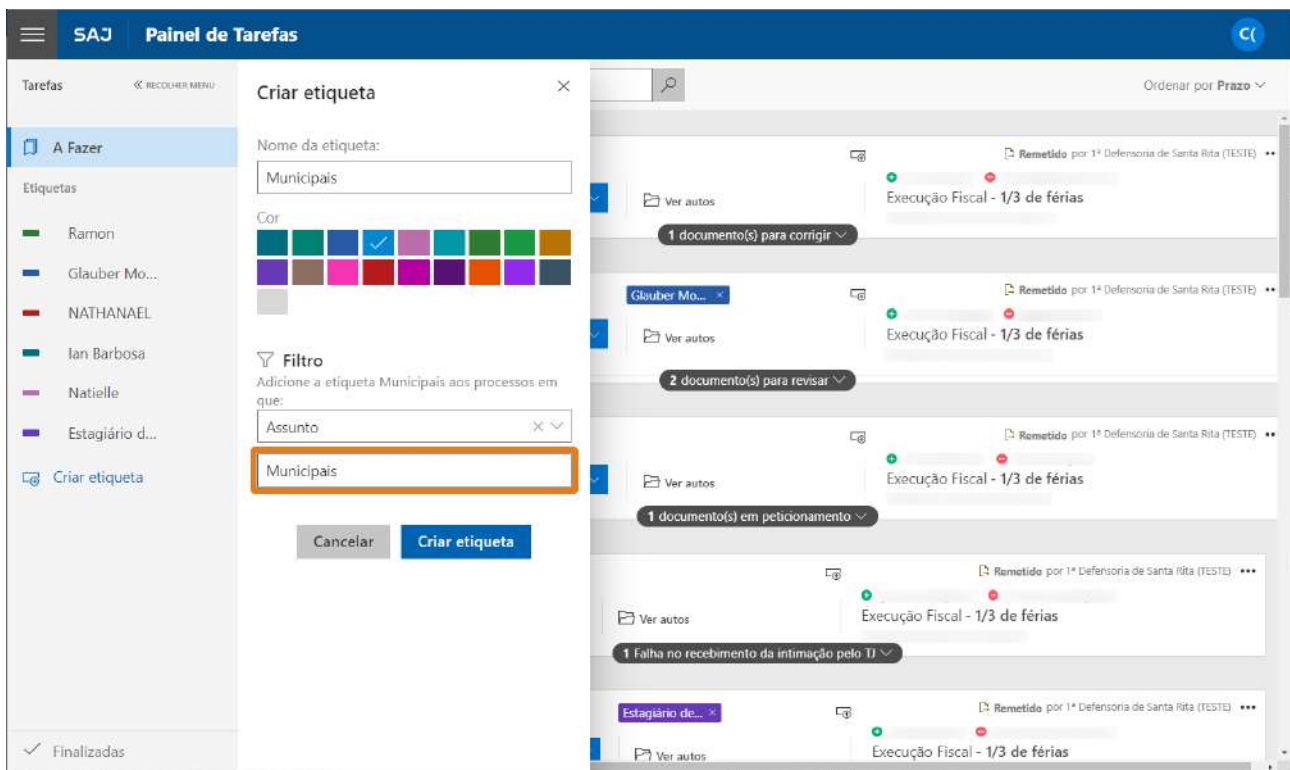 SAJ Painel de Tarefas C(
Tarefas RECOLHER MENU
A Fazer
Etiquetas
Ramon
Glauber Mo...
NATHANAEL
Ian Barbosa
Natielle
Estagiário d...
Criar etiqueta
Finalizadas
Criar etiqueta
Nome da etiqueta:
Municipais
Cor
Filtro
Adicione a etiqueta Municipais aos processos em
que:
Assunto
Municipais
Cancelar Criar etiqueta
Ordenar por Prazo
Remetido por 1ª Defensoria de Santa Rita (TESTE)
Ver autos
Execução Fiscal - 1/3 de férias
1 documento(s) para corrigir
Glauber Mo... ×
Remetido por 1ª Defensoria de Santa Rita (TESTE)
Ver autos
Execução Fiscal - 1/3 de férias
2 documento(s) para revisar
Remetido por 1ª Defensoria de Santa Rita (TESTE)
Ver autos
Execução Fiscal - 1/3 de férias
1 documento(s) em peticionamento
Remetido por 1ª Defensoria de Santa Rita (TESTE)
Ver autos
Execução Fiscal - 1/3 de férias
1 Falha no recebimento da intimação pelo TJ
Estagiário de... ×
Remetido por 1ª Defensoria de Santa Rita (TESTE)
Ver autos
Execução Fiscal - 1/3 de férias